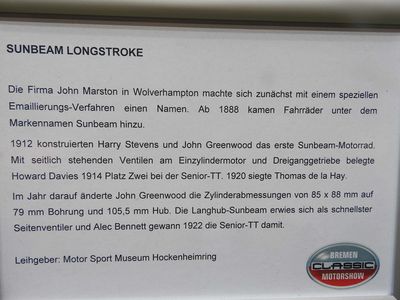 SUNBEAM LONGSTROKE
Die Firma John Marston in Wolverhampton machte sich zunächst mit einem speziellen
Emaillierungs-Verfahren einen Namen. Ab 1888 kamen Fahrräder unter dem
Markennamen Sunbeam hinzu.
1912 konstruierten Harry Stevens und John Greenwood das erste Sunbeam-Motorrad.
Mit seitlich stehenden Ventilen am Einzylindermotor und Dreiganggetriebe belegte
Howard Davies 1914 Platz Zwei bei der Senior-TT. 1920 siegte Thomas de la Hay.
Im Jahr darauf änderte John Greenwood die Zylinderabmessungen von 85 x 88 mm auf
79 mm Bohrung und 105,5 mm Hub. Die Langhub-Sunbeam erwies sich als schnellster
Seitenventiler und Alec Bennett gewann 1922 die Senior-TT damit.
Leihgeber: Motor Sport Museum Hockenheimring
BREMEN
CLASSIC
MOTORSHOW